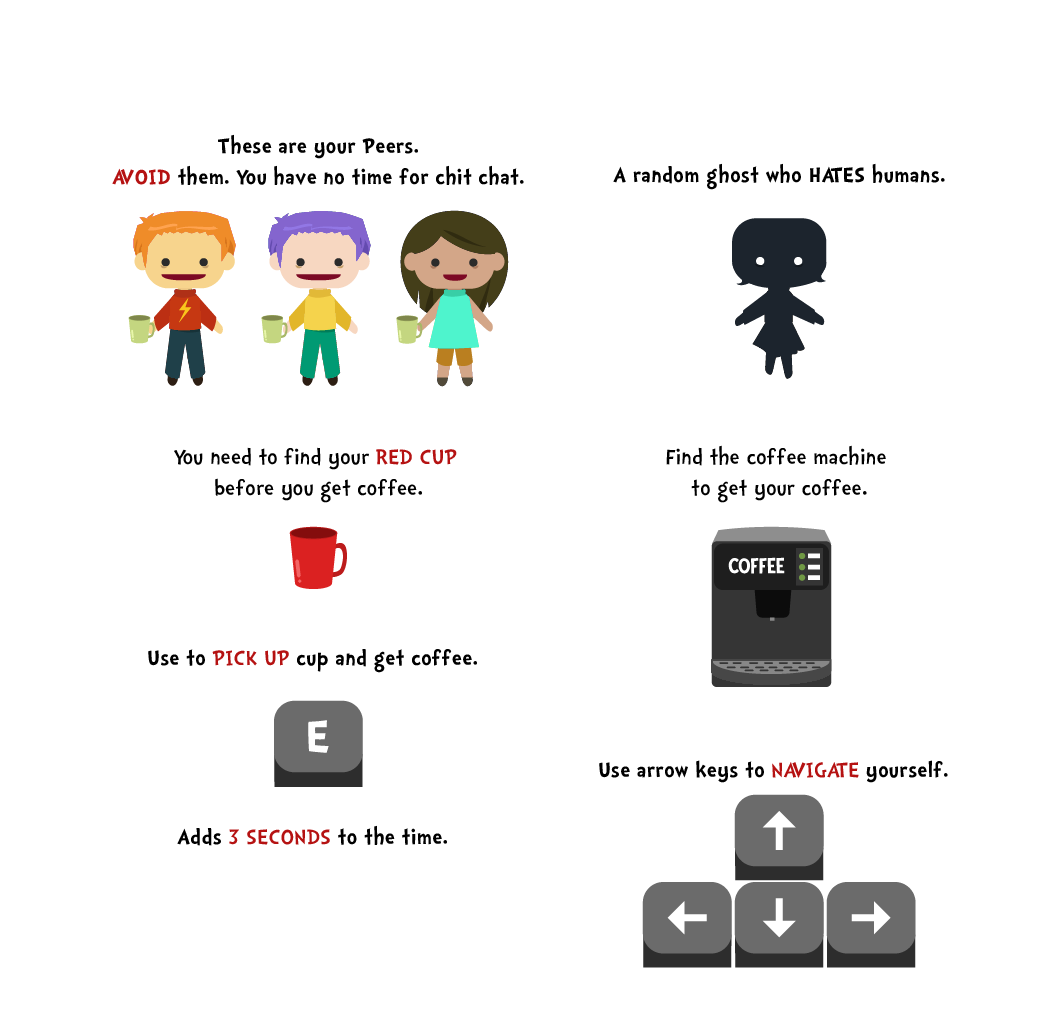 These are your Peers.
AVOID them. You have no time for chit chat.
A random ghost who HATES humans.
You need to find your RED CUP
before you get coffee.
Find the coffee machine
to get your coffee.
COFFEE
Use to PICK UP cup and get coffee.
E
Adds 3 SECONDS to the time.
Use arrow keys to NAVIGATE yourself.